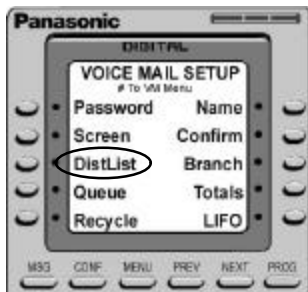 Panasonic
DIGITAL
VOICE MAIL SETUP
# To VM Menu
Password Name
Screen Confirm
DistList Branch
Queue Totals
Recycle LIFO
MSG CONF MENU PREV NEXT PROG